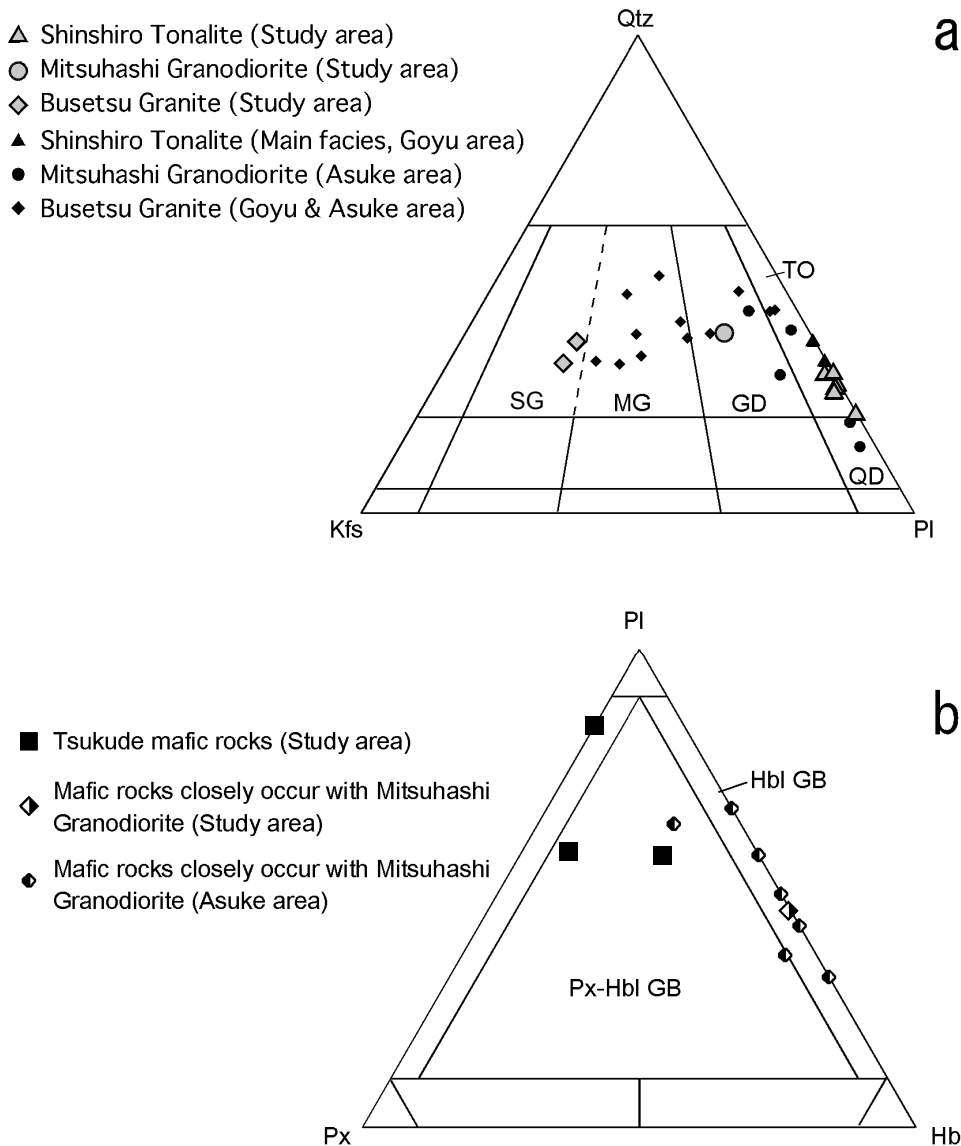 Qtz
a
Shinshiro Tonalite (Study area)
Mitsuhashi Granodiorite (Study area)
Busetsu Granite (Study area)
Shinshiro Tonalite (Main facies, Goyu area)
Mitsuhashi Granodiorite (Asuke area)
Busetsu Granite (Goyu & Asuke area)
TO
SG
MG
GD
QD
Kfs
Pl
Pl
b
Tsukude mafic rocks (Study area)
Mafic rocks closely occur with Mitsuhashi
Granodiorite (Study area)
Mafic rocks closely occur with Mitsuhashi
Granodiorite (Asuke area)
Hbl GB
Px-Hbl GB
Px
Hb